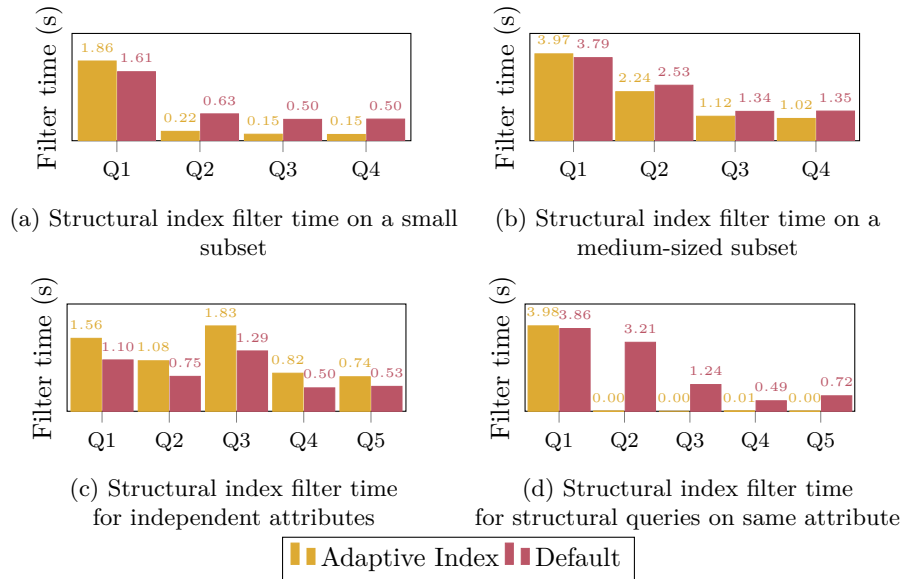 Filter time (s)
1.86
1.61
0.22
0.63
0.15
0.50
0.15
0.50
Q1 Q2 Q3 Q4
(a) Structural index filter time on a small
subset
Filter time (s)
3.97
3.79
2.24
2.53
1.12
1.34
1.02
1.35
Q1 Q2 Q3 Q4
(b) Structural index filter time on a
medium-sized subset
Filter time (s)
1.56
1.10
1.08
0.75
1.83
1.29
0.82
0.50
0.74
0.53
Q1 Q2 Q3 Q4 Q5
(c) Structural index filter time
for independent attributes
Filter time (s)
3.98
3.86
0.00
3.21
0.00
1.24
0.01
0.49
0.00
0.72
Q1 Q2 Q3 Q4 Q5
(d) Structural index filter time
for structural queries on same attribute
Adaptive Index Default